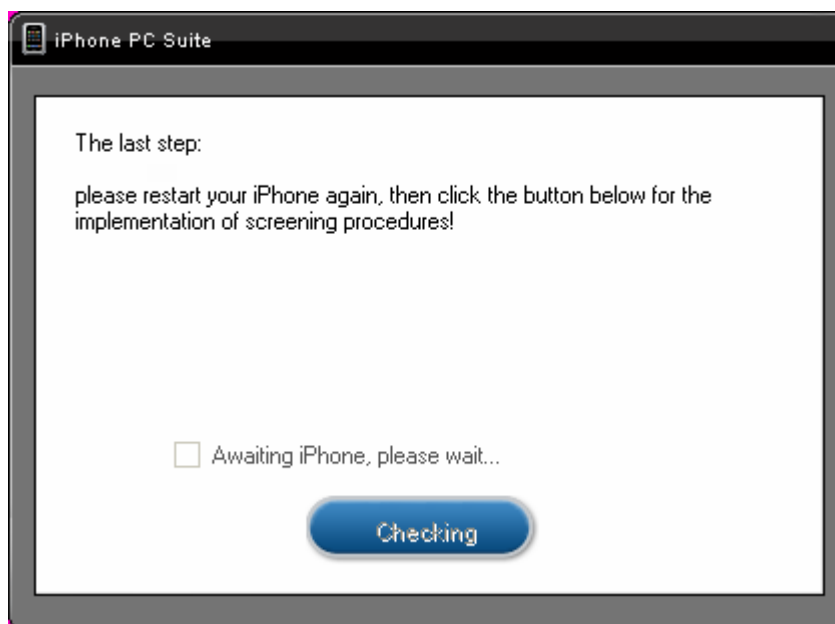 iPhone PC Suite
The last step:
please restart your iPhone again, then click the button below for the
implementation of screening procedures!
Awaiting iPhone, please wait...
Checking